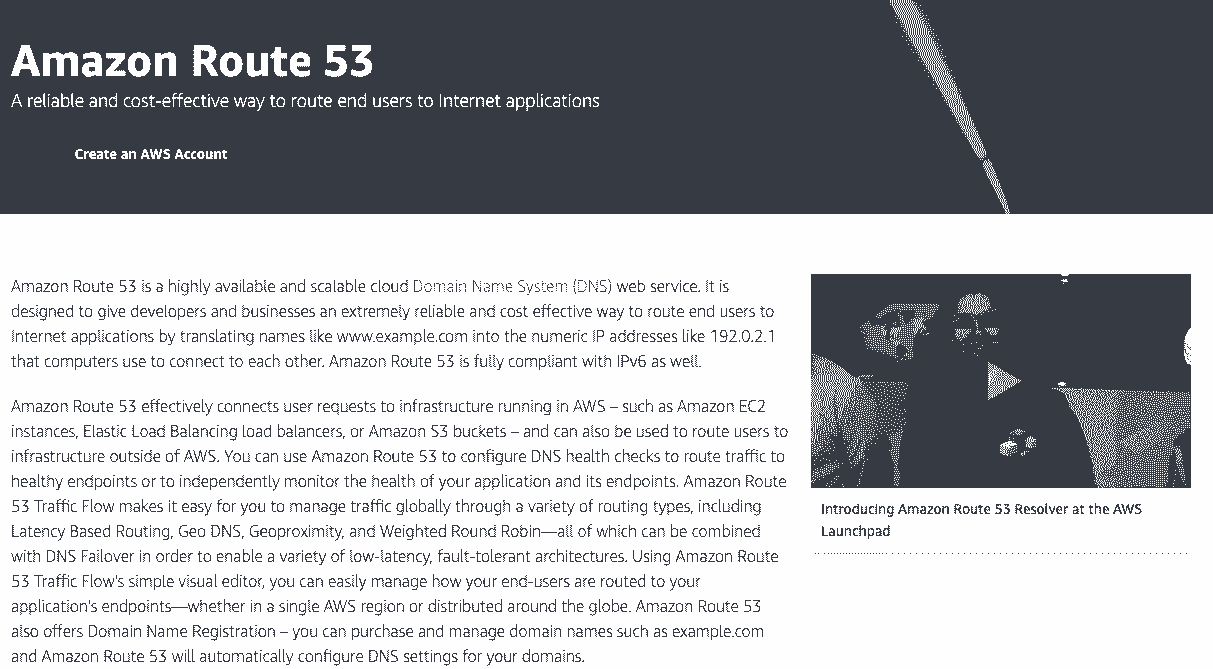 Amazon Route 53
A reliable and cost-effective way to route end users to Internet applications
Create an AWS Account
Amazon Route 53 is a highly available and scalable cloud Domain Name System (DNS) web service. It is
designed to give developers and businesses an extremely reliable and cost effective way to route end users to
Internet applications by translating names like www.example.com into the numeric IP addresses like 192.0.2.1
that computers use to connect to each other. Amazon Route 53 is fully compliant with IPv6 as well.
Amazon Route 53 effectively connects user requests to infrastructure running in AWS – such as Amazon EC2
instances, Elastic Load Balancing load balancers, or Amazon S3 buckets – and can also be used to route users to
infrastructure outside of AWS. You can use Amazon Route 53 to configure DNS health checks to route traffic to
healthy endpoints or to independently monitor the health of your application and its endpoints. Amazon Route
53 Traffic Flow makes it easy for you to manage traffic globally through a variety of routing types, including
Latency Based Routing, Geo DNS, Geoproximity, and Weighted Round Robin—all of which can be combined
with DNS Failover in order to enable a variety of low-latency, fault-tolerant architectures. Using Amazon Route
53 Traffic Flow's simple visual editor, you can easily manage how your end-users are routed to your
application's endpoints—whether in a single AWS region or distributed around the globe. Amazon Route 53
also offers Domain Name Registration – you can purchase and manage domain names such as example.com
and Amazon Route 53 will automatically configure DNS settings for your domains.
Introducing Amazon Route 53 Resolver at the AWS
Launchpad